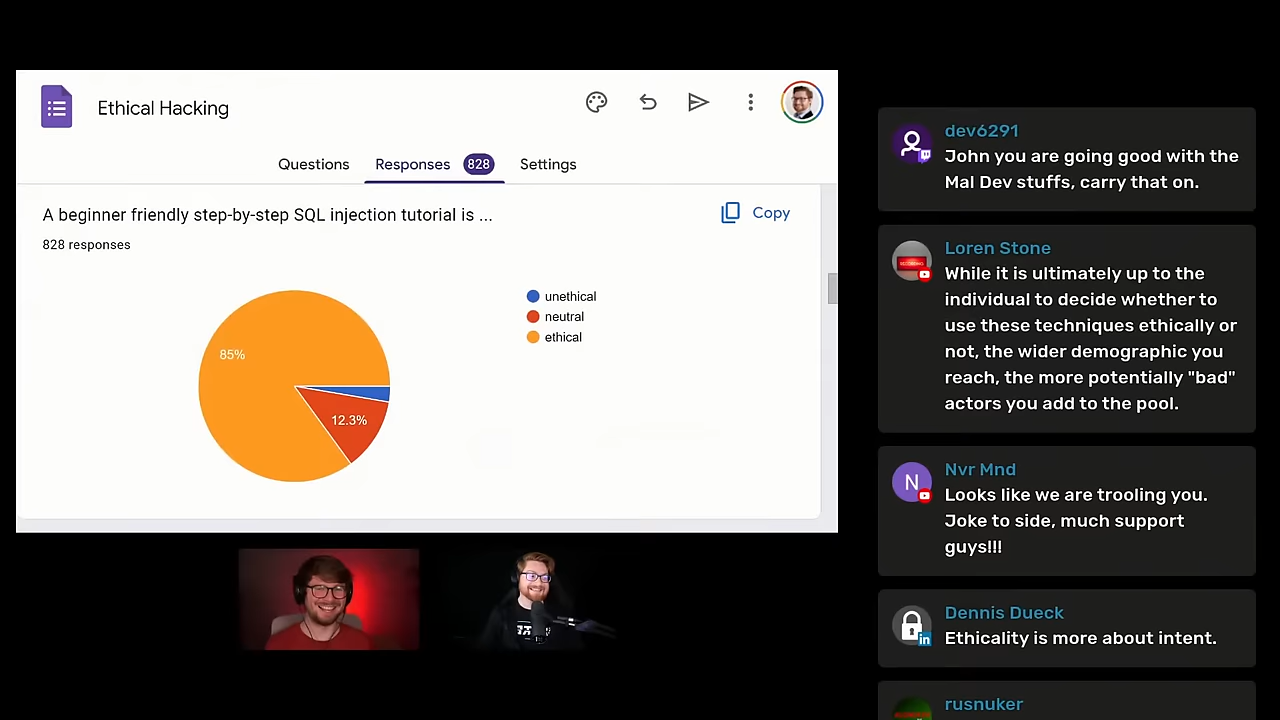 Ethical Hacking
Questions
Responses 828
Settings
A beginner friendly step-by-step SQL injection tutorial is ...
Copy
828 responses
unethical
neutral
ethical
85%
12.3%
dev6291
John you are going good with the
Mal Dev stuffs, carry that on.
Loren Stone
While it is ultimately up to the
individual to decide whether to
use these techniques ethically or
not, the wider demographic you
reach, the more potentially "bad"
actors you add to the pool.
N
Nvr Mnd
Looks like we are trooling you.
Joke to side, much support
guys!!!
in
Dennis Dueck
Ethicality is more about intent.
rusnuker